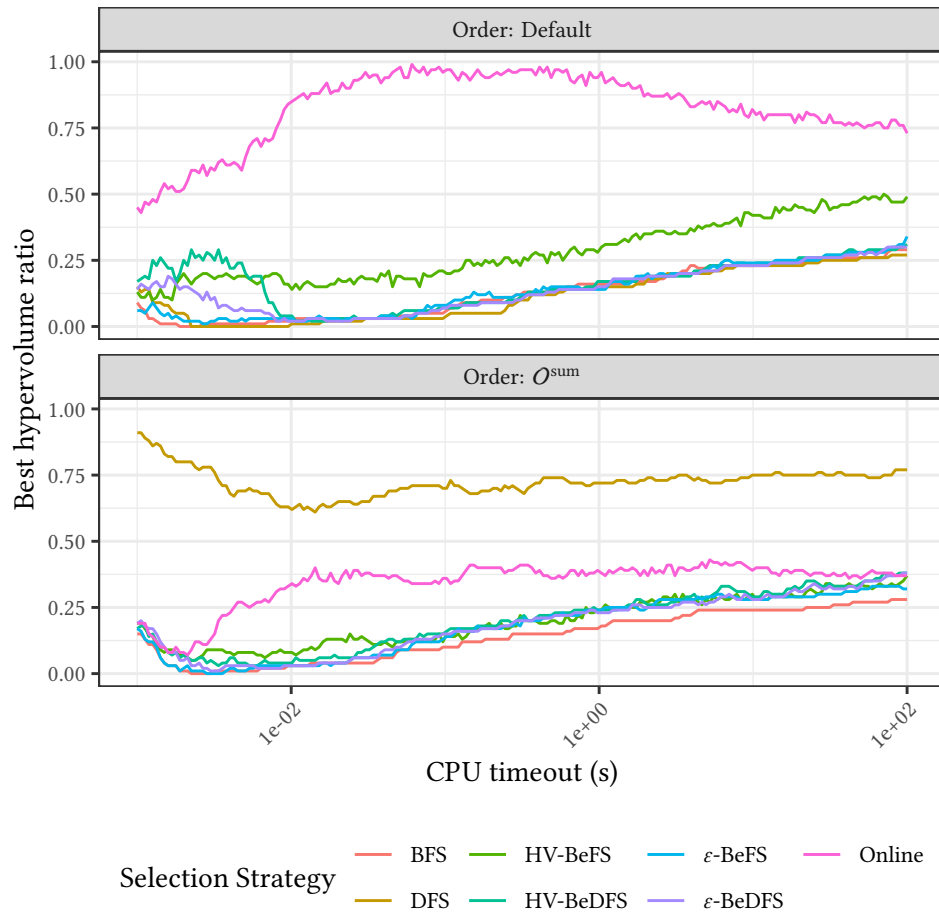 Order: Default
1.00
0.75
0.50
0.25
0.00
Order: 𝒪^sum
1.00
0.75
0.50
0.25
0.00
Best hypervolume ratio
1e-02
1e+00
1e+02
CPU timeout (s)
Selection Strategy
BFS
HV-BeFS
ε-BeFS
Online
DFS
HV-BeDFS
ε-BeDFS